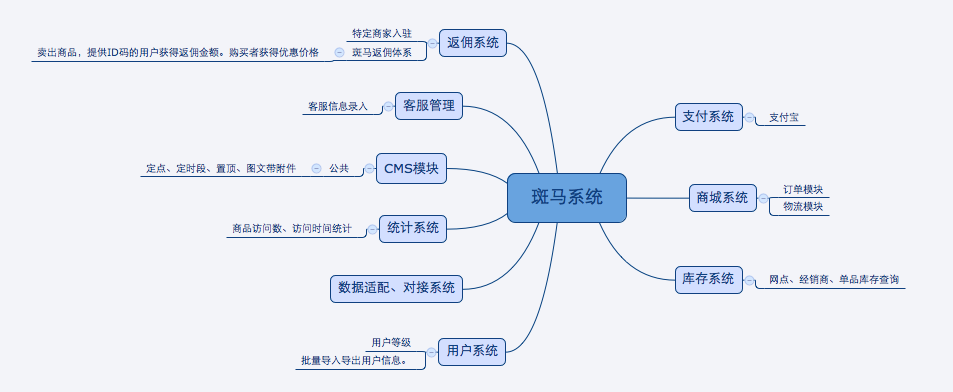 特定商家入驻
返佣系统
卖出商品，提供ID码的用户获得返佣金额。购买者获得优惠价格
斑马返佣体系
客服信息录入
客服管理
定点、定时段、置顶、图文带附件
公共
CMS模块
商品访问数、访问时间统计
统计系统
数据适配、对接系统
用户等级
批量导入导出用户信息。
用户系统
斑马系统
支付系统
支付宝
商城系统
订单模块
物流模块
库存系统
网点、经销商、单品库存查询